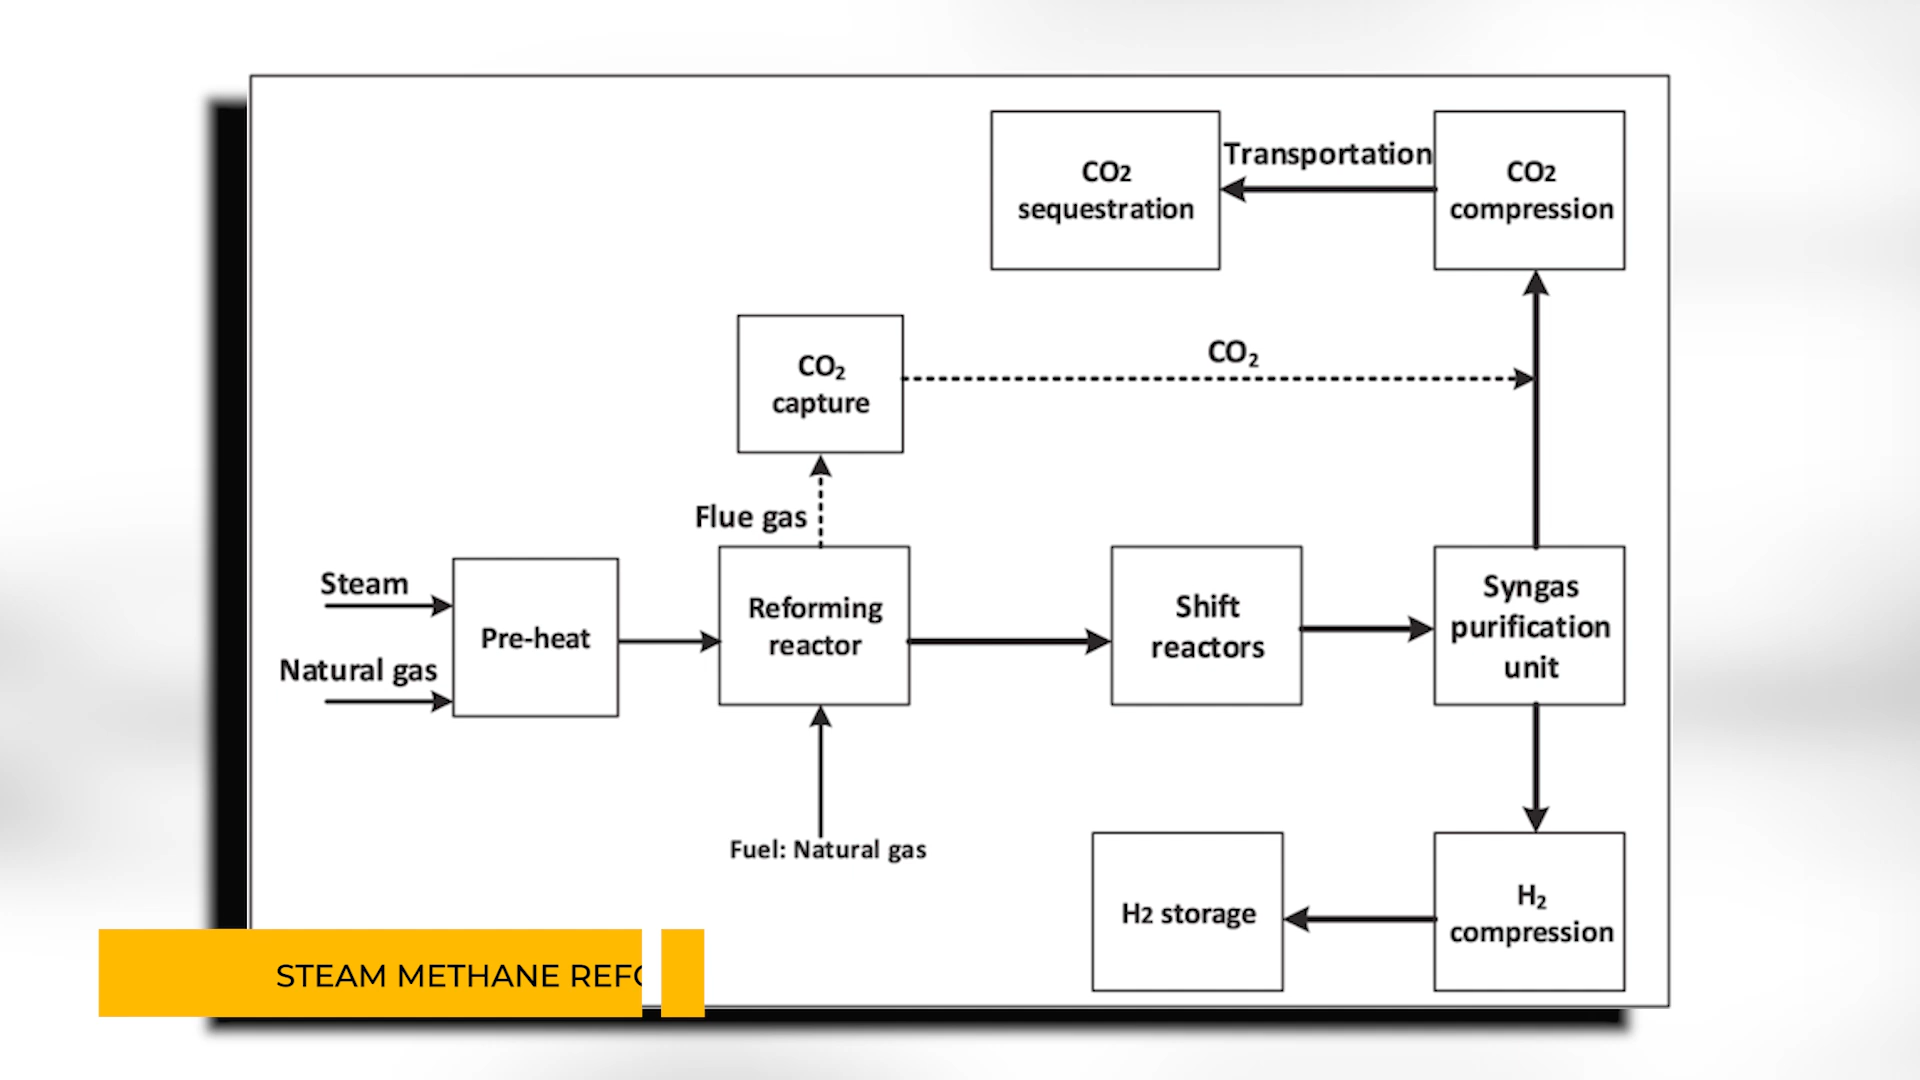 CO2
sequestration
Transportation
CO2
compression
CO₂
capture
CO₂
Flue gas
Steam
Natural gas
Pre-heat
Reforming
reactor
Shift
reactors
Syngas
purification
unit
Fuel: Natural gas
H2 storage
H₂
compression
STEAM METHANE